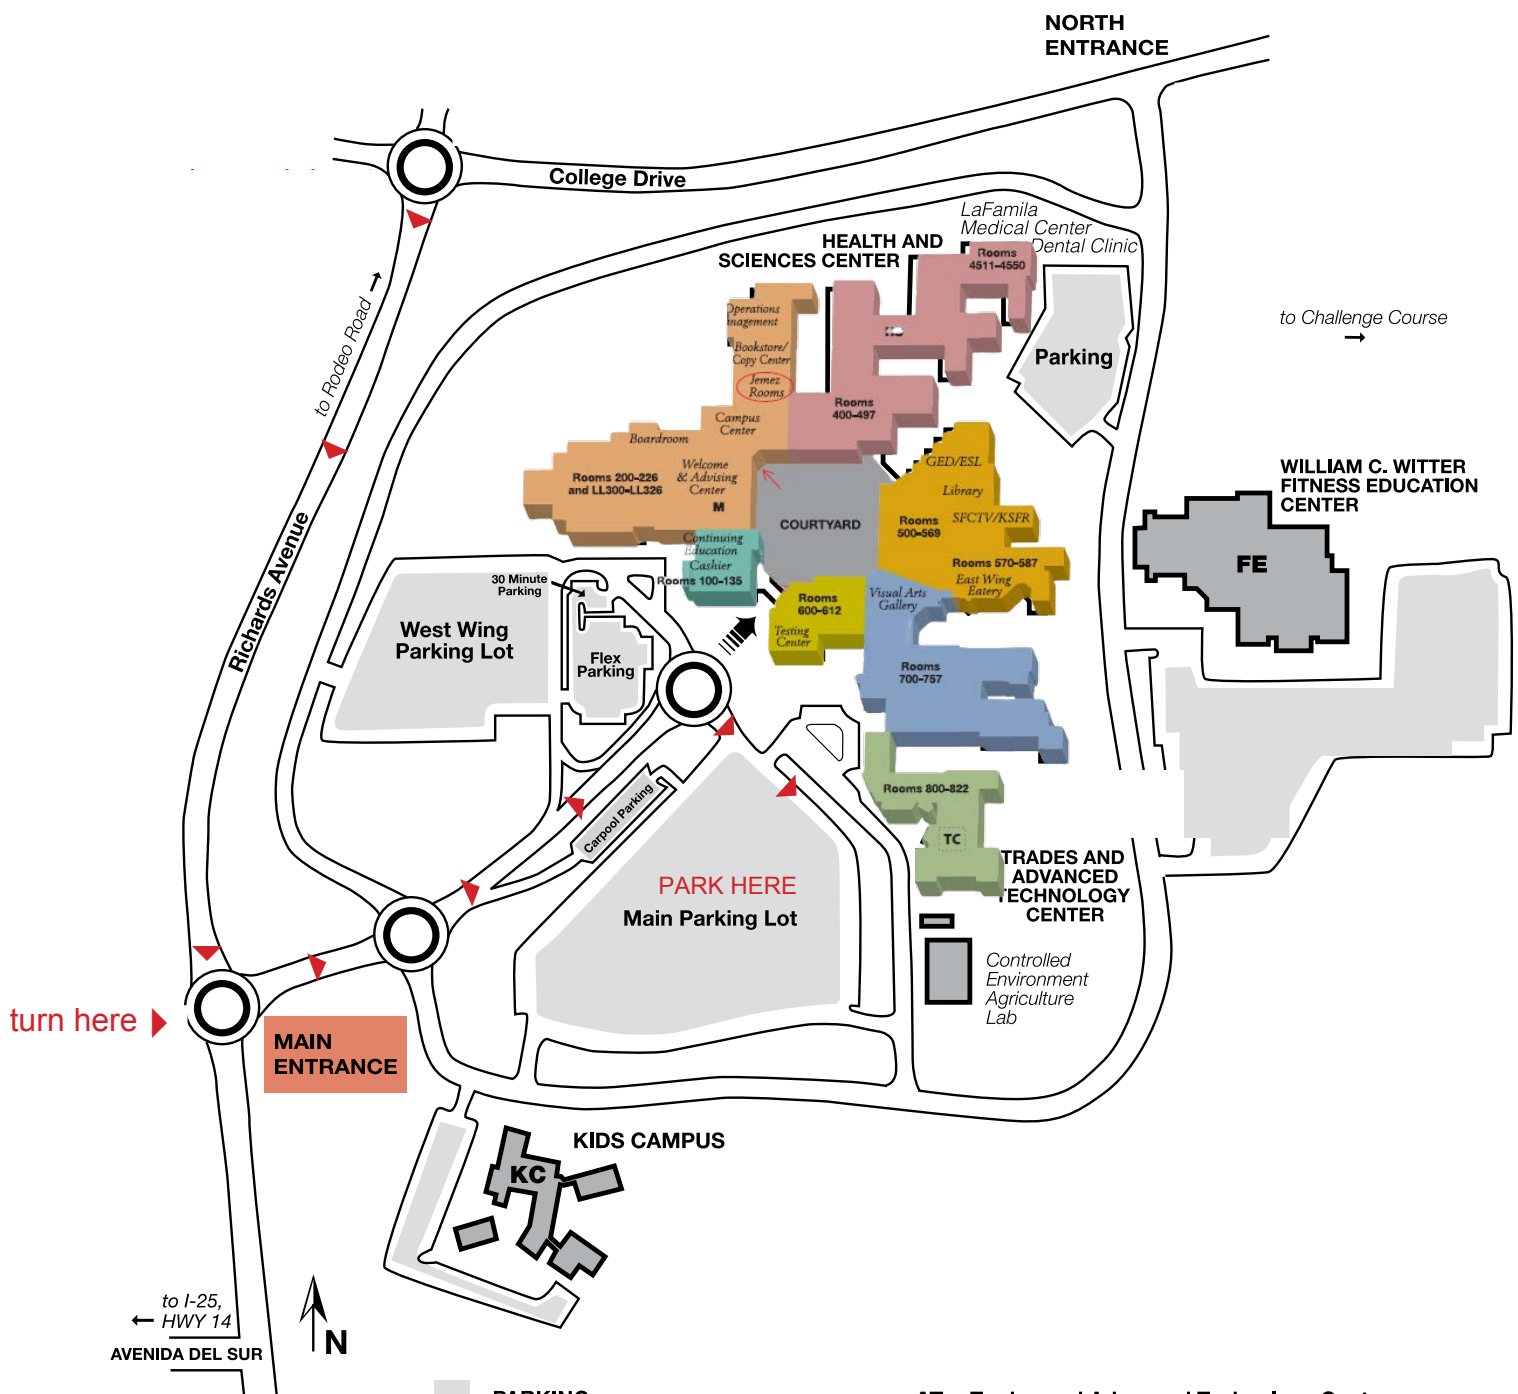 NORTH
ENTRANCE
College Drive
LaFamila
Medical Center
Dental Clinic
HEALTH AND
SCIENCES CENTER
Rooms
4511-4550
to Challenge Course
to Rodeo Road
Operations
Bookstore/
Copy Center
Jemez
Rooms
Parking
Rooms
400-497
Campus
Center
Boardroom
Welcome
& Advising
Center
Rooms 200-226
and LL300-LL326
M
GED/ESL
Library
SFCTV/KSFR
Rooms
500-569
COURTYARD
Rooms 570-587
East Wing
Eatery
WILLIAM C. WITTER
FITNESS EDUCATION
CENTER
FE
Continuing
Education
Cashier
Rooms 100-135
Richards Avenue
30 Minute
Parking
West Wing
Parking Lot
Flex
Parking
Rooms
600-612
Testing
Center
Visual Arts
Gallery
Rooms
700-757
Rooms 800-822
TC
Carpool Parking
TRADES AND
ADVANCED
TECHNOLOGY
CENTER
PARK HERE
Main Parking Lot
Controlled
Environment
Agriculture
Lab
turn here
MAIN
ENTRANCE
KIDS CAMPUS
KC
to I-25,
HWY 14
AVENIDA DEL SUR
N
PARKING